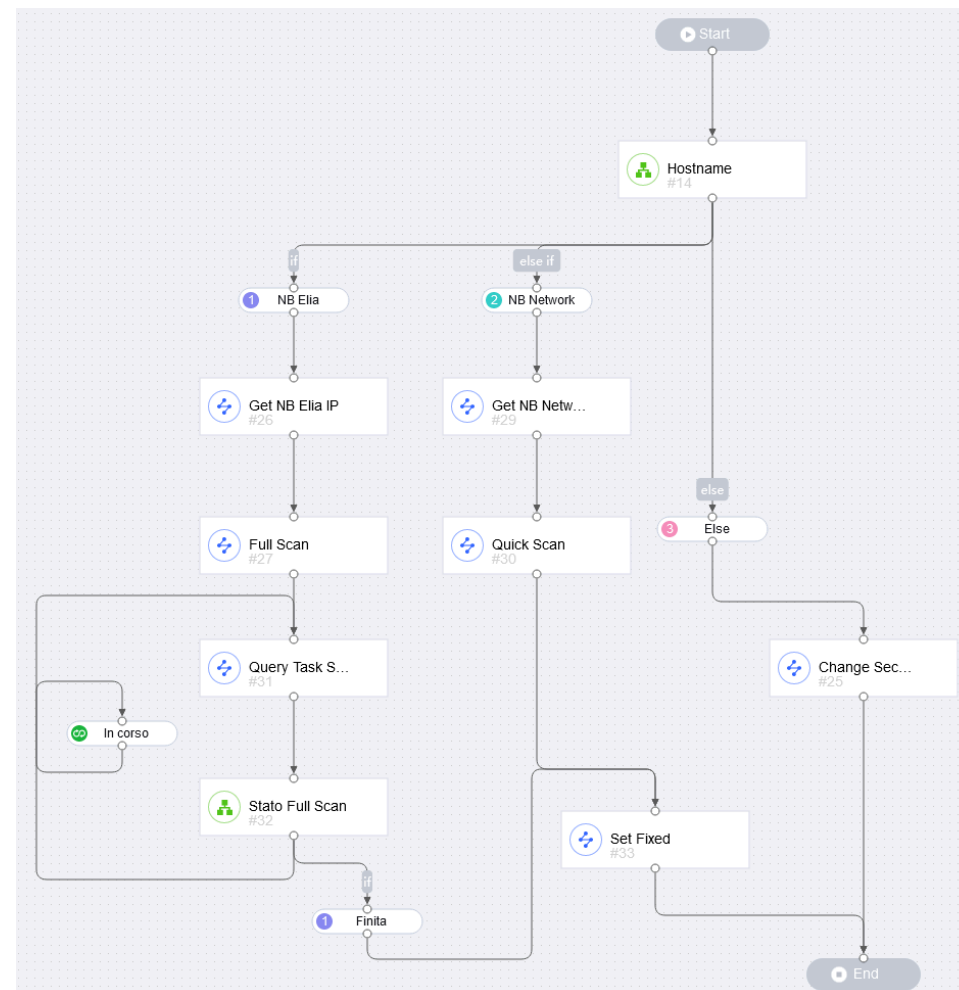 Start
Hostname
#14
if
else if
1 NB Elia
2 NB Network
Get NB Elia IP
#26
Get NB Netw...
#29
else
3 Else
Full Scan
#27
Quick Scan
#30
Query Task S...
#31
Change Sec...
#25
In corso
Stato Full Scan
#32
Set Fixed
#33
if
1 Finita
End